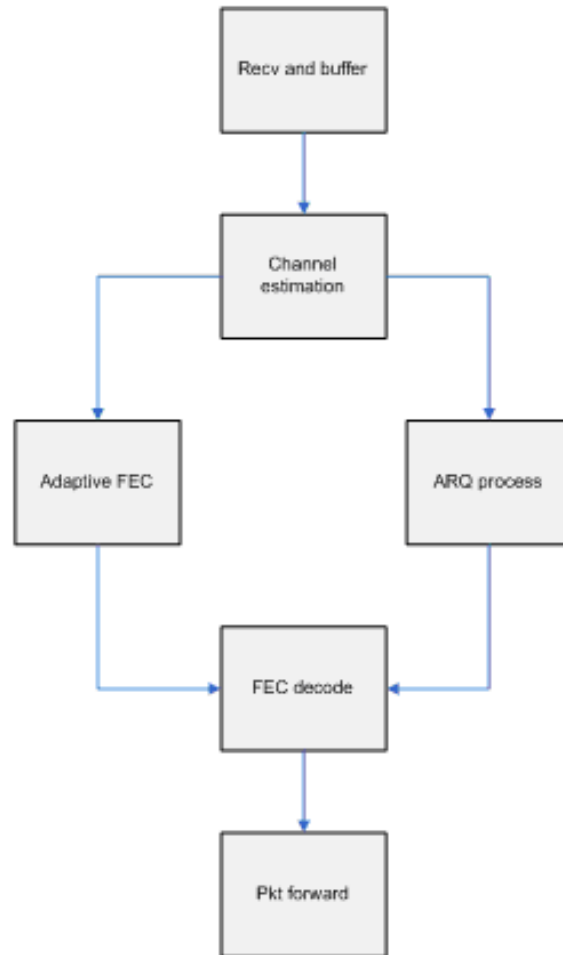 Recv and buffer
Channel
estimation
Adaptive FEC
ARQ process
FEC decode
Pkt forward